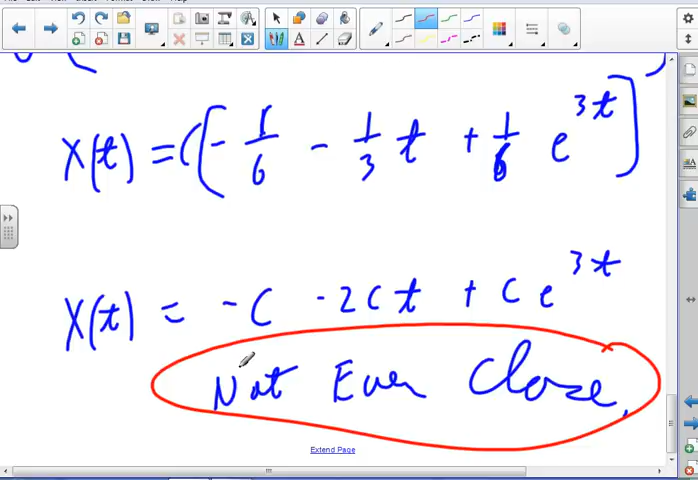 X(t) = C[-1/6 - 1/3 t + 1/6 e^3t]
X(t) = -C -2Ct + Ce^3t
Not Even Close.
Extend Page